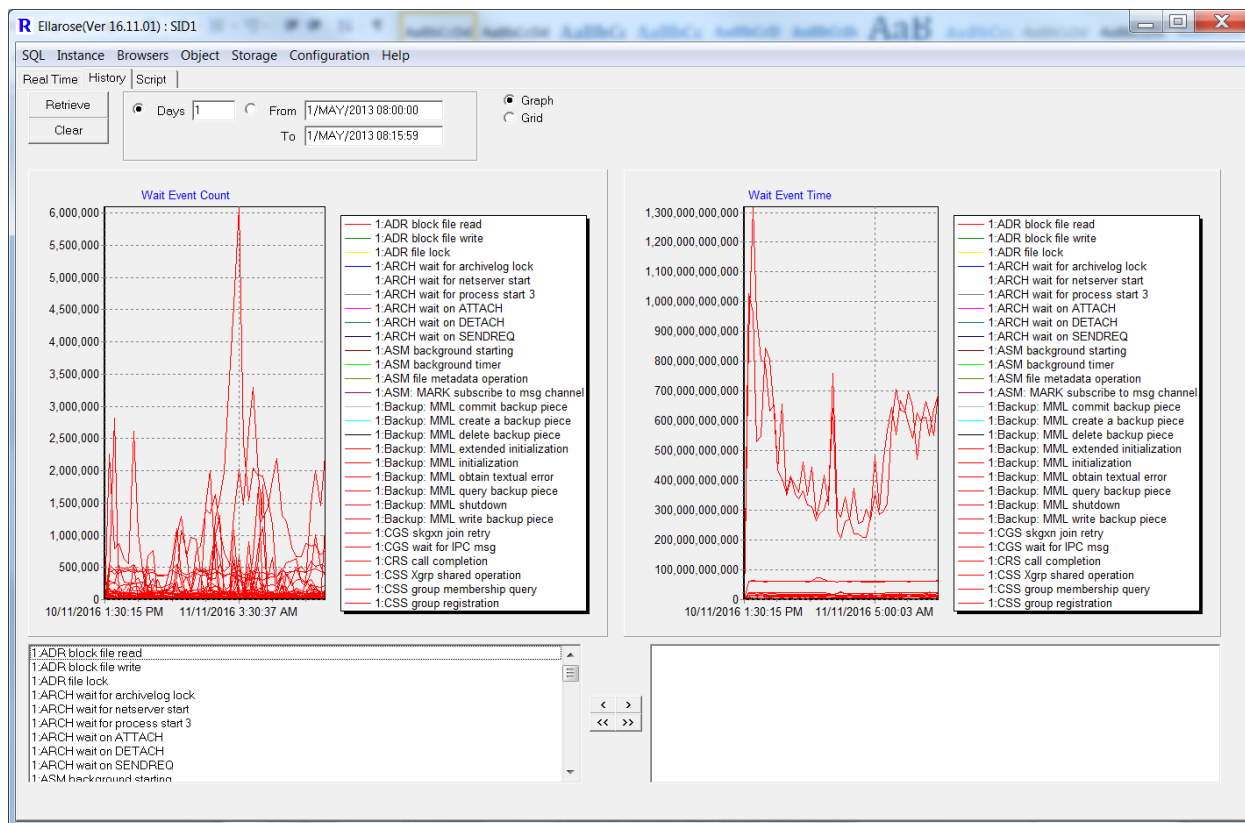 Ellarose(Ver 16.11.01) : SID1
SQL Instance Browsers Object Storage Configuration Help
Real Time History Script
Retrieve
Clear
Days 1 From 1/MAY/2013 08:00:00
To 1/MAY/2013 08:15:59
Graph
Grid
Wait Event Count
6,000,000
5,500,000
5,000,000
4,500,000
4,000,000
3,500,000
3,000,000
2,500,000
2,000,000
1,500,000
1,000,000
500,000
0
10/11/2016 1:30:15 PM 11/11/2016 3:30:37 AM
1:ADR block file read
1:ADR block file write
1:ADR file lock
1:ARCH wait for archivelog lock
1:ARCH wait for netserver start
1:ARCH wait for process start 3
1:ARCH wait on ATTACH
1:ARCH wait on DETACH
1:ARCH wait on SENDREQ
1:ASM background starting
1:ASM background timer
1:ASM file metadata operation
1:ASM: MARK subscribe to msg channel
1:Backup: MML commit backup piece
1:Backup: MML create a backup piece
1:Backup: MML delete backup piece
1:Backup: MML extended initialization
1:Backup: MML initialization
1:Backup: MML obtain textual error
1:Backup: MML query backup piece
1:Backup: MML shutdown
1:Backup: MML write backup piece
1:CGS skgxn join retry
1:CGS wait for IPC msg
1:CRS call completion
1:CSS Xgrp shared operation
1:CSS group membership query
1:CSS group registration
Wait Event Time
1,300,000,000,000
1,200,000,000,000
1,100,000,000,000
1,000,000,000,000
900,000,000,000
800,000,000,000
700,000,000,000
600,000,000,000
500,000,000,000
400,000,000,000
300,000,000,000
200,000,000,000
100,000,000,000
0
10/11/2016 1:30:15 PM 11/11/2016 5:00:03 AM
1:ADR block file read
1:ADR block file write
1:ADR file lock
1:ARCH wait for archivelog lock
1:ARCH wait for netserver start
1:ARCH wait for process start 3
1:ARCH wait on ATTACH
1:ARCH wait on DETACH
1:ARCH wait on SENDREQ
1:ASM background starting
1:ASM background timer
1:ASM file metadata operation
1:ASM: MARK subscribe to msg channel
1:Backup: MML commit backup piece
1:Backup: MML create a backup piece
1:Backup: MML delete backup piece
1:Backup: MML extended initialization
1:Backup: MML initialization
1:Backup: MML obtain textual error
1:Backup: MML query backup piece
1:Backup: MML shutdown
1:Backup: MML write backup piece
1:CGS skgxn join retry
1:CGS wait for IPC msg
1:CRS call completion
1:CSS Xgrp shared operation
1:CSS group membership query
1:CSS group registration
1:ADR block file read
1:ADR block file write
1:ADR file lock
1:ARCH wait for archivelog lock
1:ARCH wait for netserver start
1:ARCH wait for process start 3
1:ARCH wait on ATTACH
1:ARCH wait on DETACH
1:ARCH wait on SENDREQ
1:ASM background starting
< >
<< >>